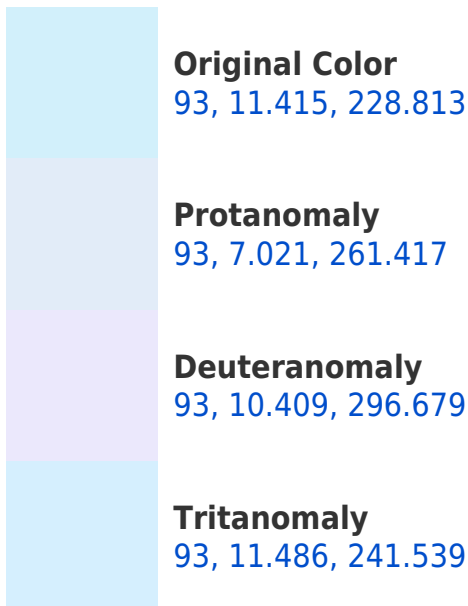 Original Color
93, 11.415, 228.813
Protanomaly
93, 7.021, 261.417
Deuteranomaly
93, 10.409, 296.679
Tritanomaly
93, 11.486, 241.539